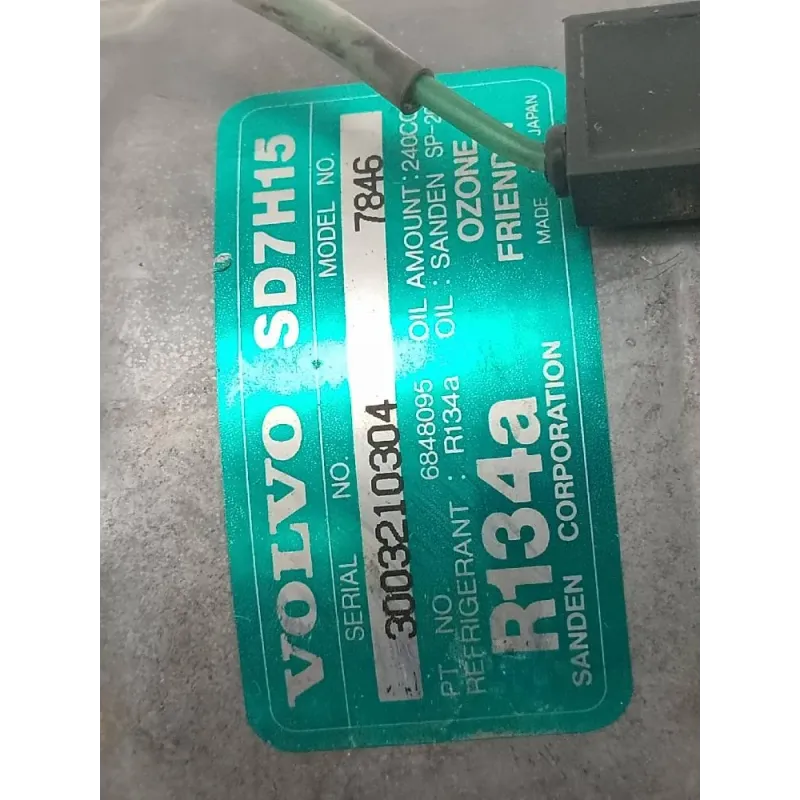 VOLVO SD7H15
SERIAL NO. MODEL NO.
3003210304 7846
PT. NO. 6848095 OIL AMOUNT : 240CC
REFRIGERANT : R134a OIL : SANDEN
R134a OZONE
SANDEN CORPORATION MADE JAPAN